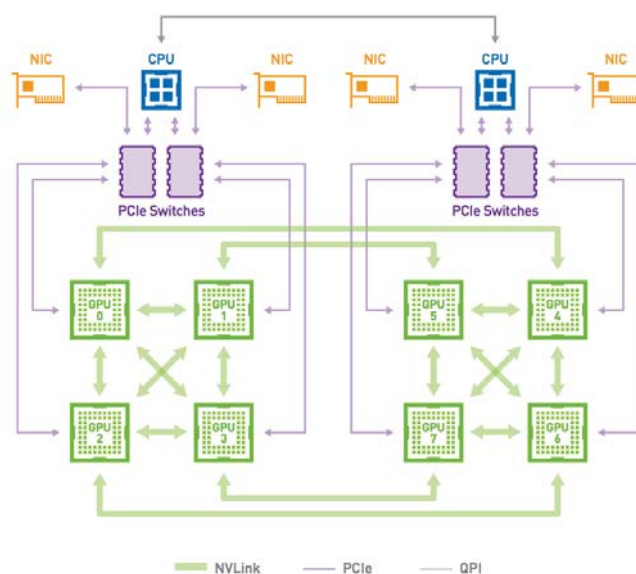 NIC CPU NIC NIC CPU NIC
PCIe Switches PCIe Switches
GPU 0 GPU 1 GPU 5 GPU 4
GPU 2 GPU 3 GPU 7 GPU 6
NVLink PCIe QPI